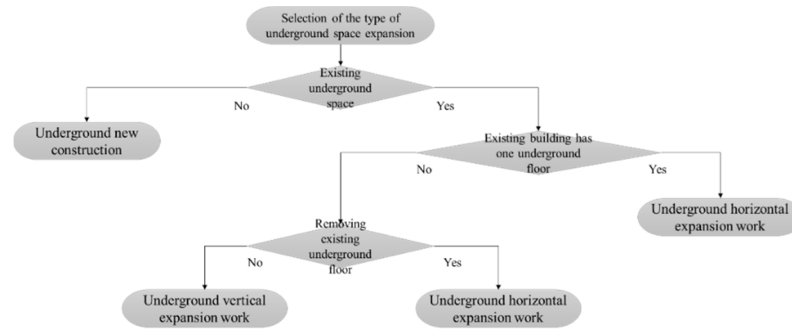 Selection of the type of
underground space expansion
Existing
underground
space
No
Yes
Underground new
construction
Existing building has
one underground
floor
No
Yes
Underground horizontal
expansion work
Removing
existing
underground
floor
No
Yes
Underground vertical
expansion work
Underground horizontal
expansion work